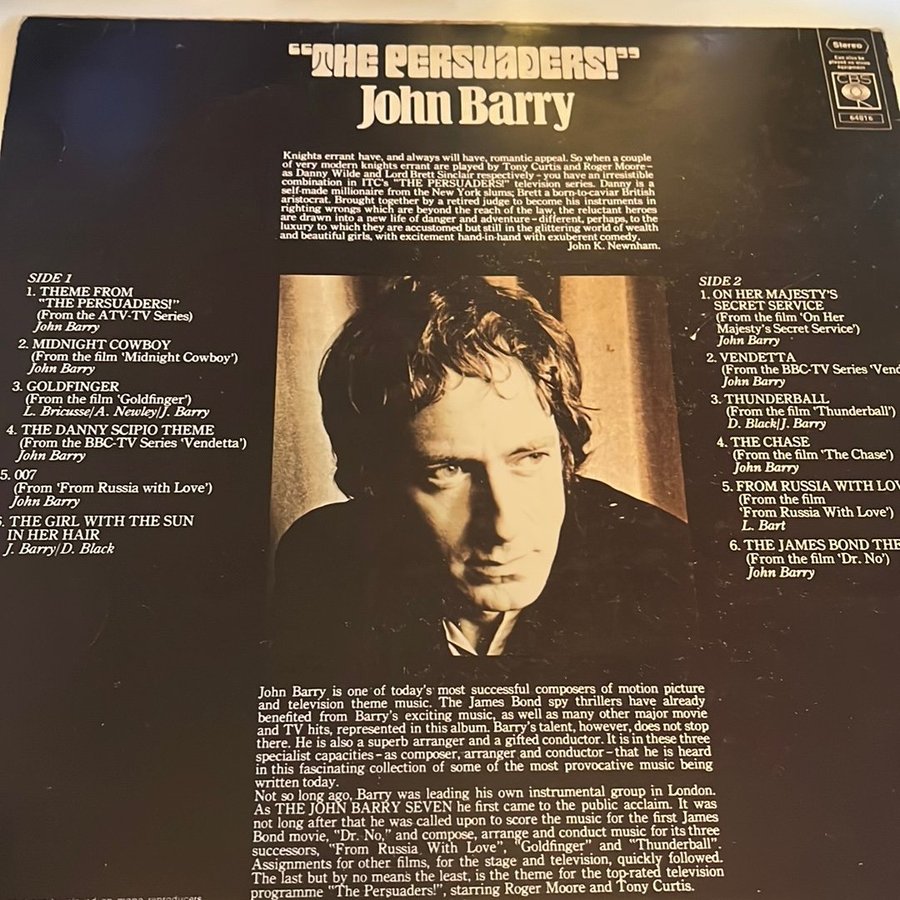 "THE PERSUADERS!"
John Barry
Stereo
Can also be
played on mono
equipment
CBS
64816
Knights errant have, and always will have, romantic appeal. So when a couple
of very modern knights errant are played by Tony Curtis and Roger Moore–
as Danny Wilde and Lord Brett Sinclair respectively – you have an irresistible
combination in ITC's "THE PERSUADERS!" television series. Danny is a
self-made millionaire from the New York slums; Brett a born-to-caviar British
aristocrat. Brought together by a retired judge to become his instruments in
righting wrongs which are beyond the reach of the law, the reluctant heroes
are drawn into a new life of danger and adventure – different, perhaps, to the
luxury to which they are accustomed but still in the glittering world of wealth
and beautiful girls, with excitement hand-in-hand with exuberent comedy.
John K. Newnham.
SIDE 1
1. THEME FROM
"THE PERSUADERS!"
(From the ATV-TV Series)
John Barry
2. MIDNIGHT COWBOY
(From the film 'Midnight Cowboy')
John Barry
3. GOLDFINGER
(From the film 'Goldfinger')
L. Bricusse/A. Newley/J. Barry
4. THE DANNY SCIPIO THEME
(From the BBC-TV Series 'Vendetta')
John Barry
5. 007
(From 'From Russia with Love')
John Barry
. THE GIRL WITH THE SUN
IN HER HAIR
J. Barry/D. Black
SIDE 2
1. ON HER MAJESTY'S
SECRET SERVICE
(From the film 'On Her
Majesty's Secret Service')
John Barry
2. VENDETTA
(From the BBC-TV Series 'Vend
John Barry
3. THUNDERBALL
(From the film 'Thunderball')
D. Black/J. Barry
4. THE CHASE
(From the film 'The Chase')
John Barry
5. FROM RUSSIA WITH LOV
(From the film
'From Russia With Love')
L. Bart
6. THE JAMES BOND THE
(From the film 'Dr. No')
John Barry
John Barry is one of today's most successful composers of motion picture
and television theme music. The James Bond spy thrillers have already
benefited from Barry's exciting music, as well as many other major movie
and TV hits, represented in this album. Barry's talent, however, does not stop
there. He is also a superb arranger and a gifted conductor. It is in these three
specialist capacities – as composer, arranger and conductor – that he is heard
in this fascinating collection of some of the most provocative music being
written today.
Not so long ago, Barry was leading his own instrumental group in London.
As THE JOHN BARRY SEVEN he first came to the public acclaim. It was
not long after that he was called upon to score the music for the first James
Bond movie, "Dr. No," and compose, arrange and conduct music for its three
successors, "From Russia With Love", "Goldfinger" and "Thunderball".
Assignments for other films, for the stage and television, quickly followed.
The last but by no means the least, is the theme for the top-rated television
programme "The Persuaders!", starring Roger Moore and Tony Curtis.